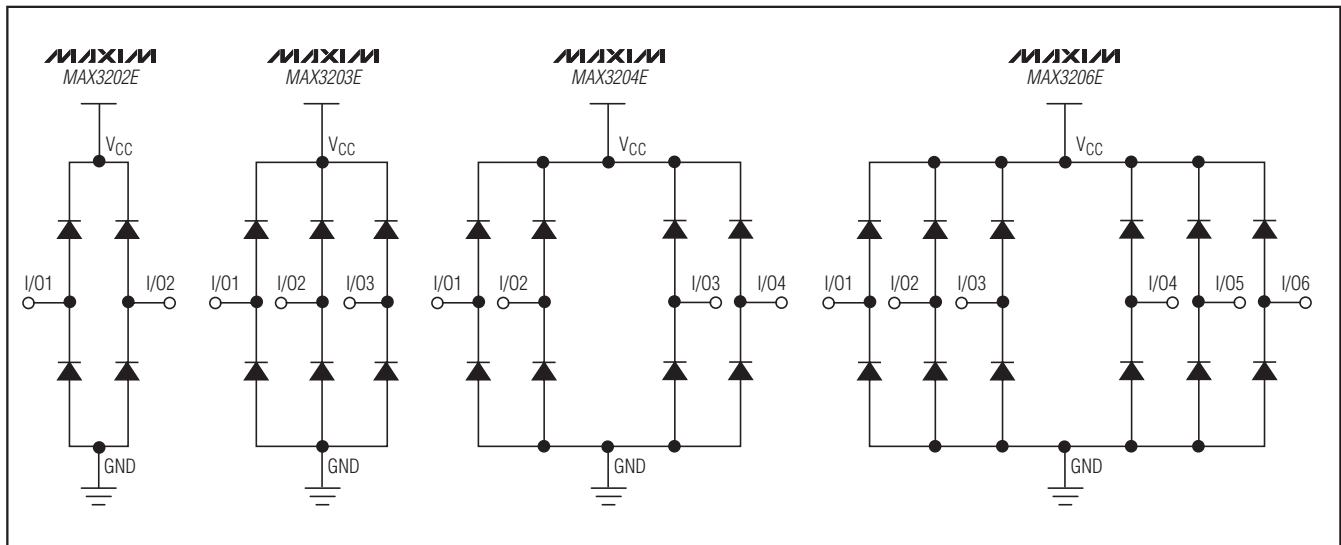 MAXIM
MAX3202E
VCC
I/O1
I/O2
GND
MAXIM
MAX3203E
VCC
I/O1
I/O2
I/O3
GND
MAXIM
MAX3204E
VCC
I/O1
I/O2
I/O3
I/O4
GND
MAXIM
MAX3206E
VCC
I/O1
I/O2
I/O3
I/O4
I/O5
I/O6
GND